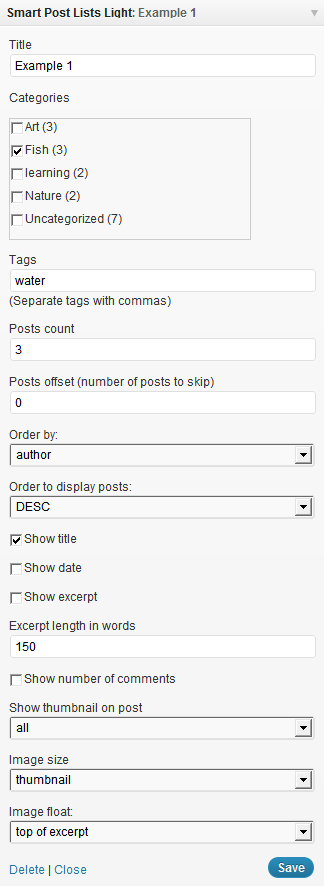 Smart Post Lists Light: Example 1
Title
Example 1
Categories
Art (3)
Fish (3)
learning (2)
Nature (2)
Uncategorized (7)
Tags
water
(Separate tags with commas)
Posts count
3
Posts offset (number of posts to skip)
0
Order by:
author
Order to display posts:
DESC
Show title
Show date
Show excerpt
Excerpt length in words
150
Show number of comments
Show thumbnail on post
all
Image size
thumbnail
Image float:
top of excerpt
Delete | Close
Save